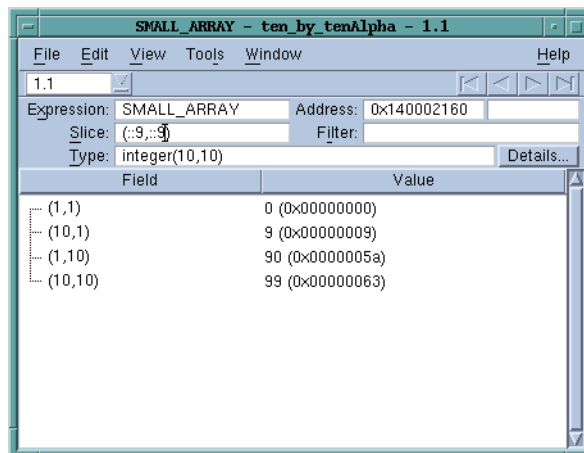 SMALL_ARRAY - ten_by_tenAlpha - 1.1
File Edit View Tools Window Help
1.1
Expression: SMALL_ARRAY Address: 0x140002160
Slice: (::9,::9) Filter:
Type: integer(10,10) Details...
Field Value
(1,1) 0 (0x00000000)
(10,1) 9 (0x00000009)
(1,10) 90 (0x0000005a)
(10,10) 99 (0x00000063)